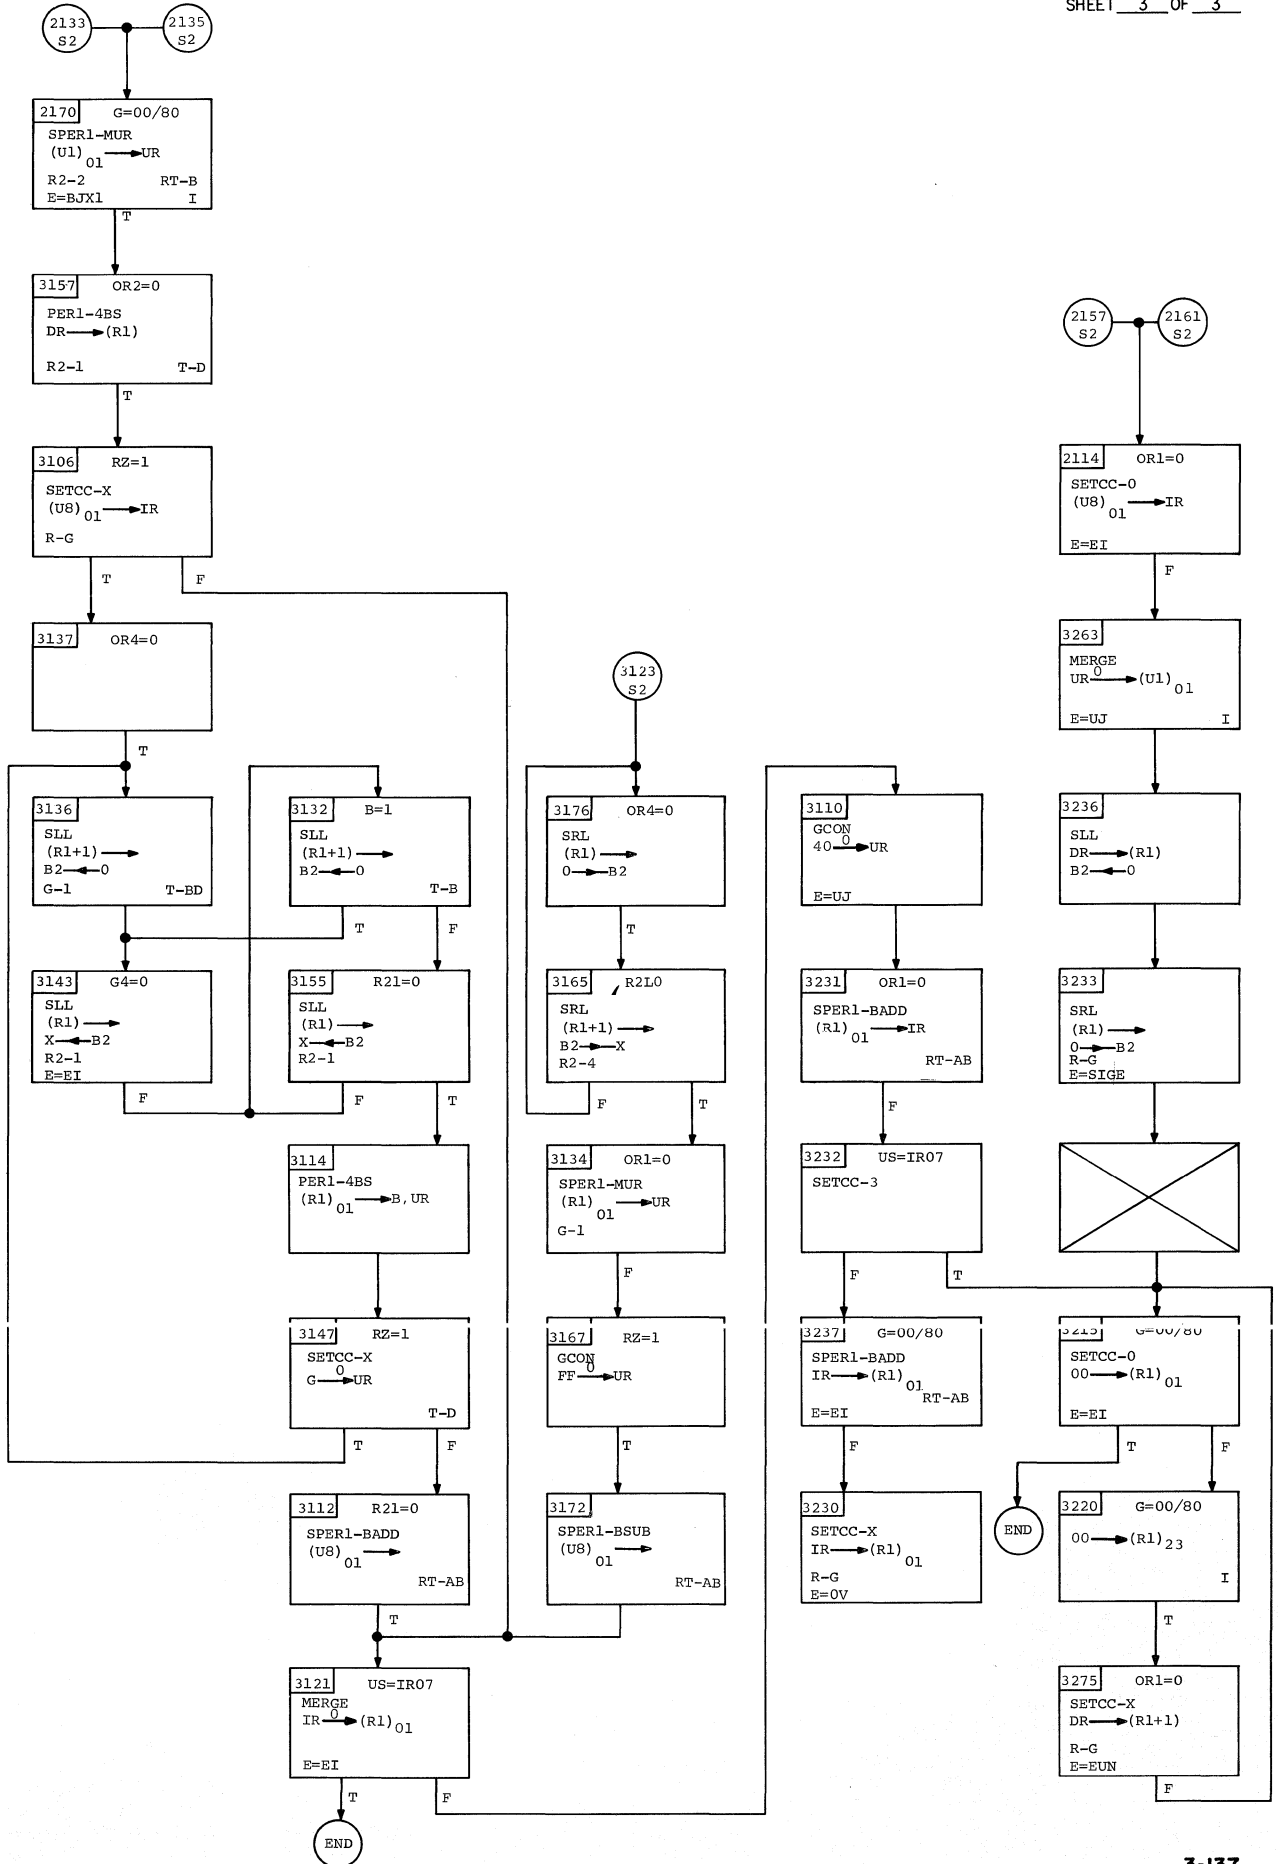 SHEET 3 OF 3
2133
S2
2135
S2
2170 G=00/80
SPER1-MUR
(U1)01→UR
R2-2 RT-B
E=BJX1 I
T
3157 OR2=0
PER1-4BS
DR→(R1)
R2-1 T-D
T
3106 RZ=1
SETCC-X
(U8)01→IR
R-G
T F
3137 OR4=0
T
3136
SLL
(R1+1)→
B2←0
G-1 T-BD
3143 G4=0
SLL
(R1)→
X←B2
R2-1
E=EI
F
3132 B=1
SLL
(R1+1)→
B2←0
T-B
T F
3155 R21=0
SLL
(R1)→
X←B2
R2-1
F T
3114
PER1-4BS
(R1)01→B,UR
3147 RZ=1
SETCC-X
0
G→UR
T-D
T F
3112 R21=0
SPER1-BADD
(U8)01→
RT-AB
T
3121 US=IR07
MERGE
0
IR→(R1)01
E=EI
T F
END
3123
S2
3176 OR4=0
SRL
(R1)→
0→B2
T
3165 R2L0
SRL
(R1+1)→
B2→X
R2-4
F T
3134 OR1=0
SPER1-MUR
(R1)01→UR
G-1
F
3167 RZ=1
GCON
0
FF→UR
T
3172
SPER1-BSUB
(U8)01→
RT-AB
3110
GCON
0
40→UR
E=UJ
3231 OR1=0
SPER1-BADD
(R1)01→IR
RT-AB
F
3232 US=IR07
SETCC-3
F T
3237 G=00/80
SPER1-BADD
IR→(R1)01
RT-AB
E=EI
F
3230
SETCC-X
IR→(R1)01
R-G
E=0V
2157
S2
2161
S2
2114 OR1=0
SETCC-0
(U8)01→IR
E=EI
F
3263
MERGE
0
UR→(U1)01
E=UJ I
3236
SLL
DR→(R1)
B2←0
3233
SRL
(R1)→
0→B2
R-G
E=SIGE
3215 G=00/80
SETCC-0
00→(R1)01
E=EI
T F
END
3220 G=00/80
00→(R1)23
I
T
3275 OR1=0
SETCC-X
DR→(R1+1)
R-G
E=EUN
F
3-137